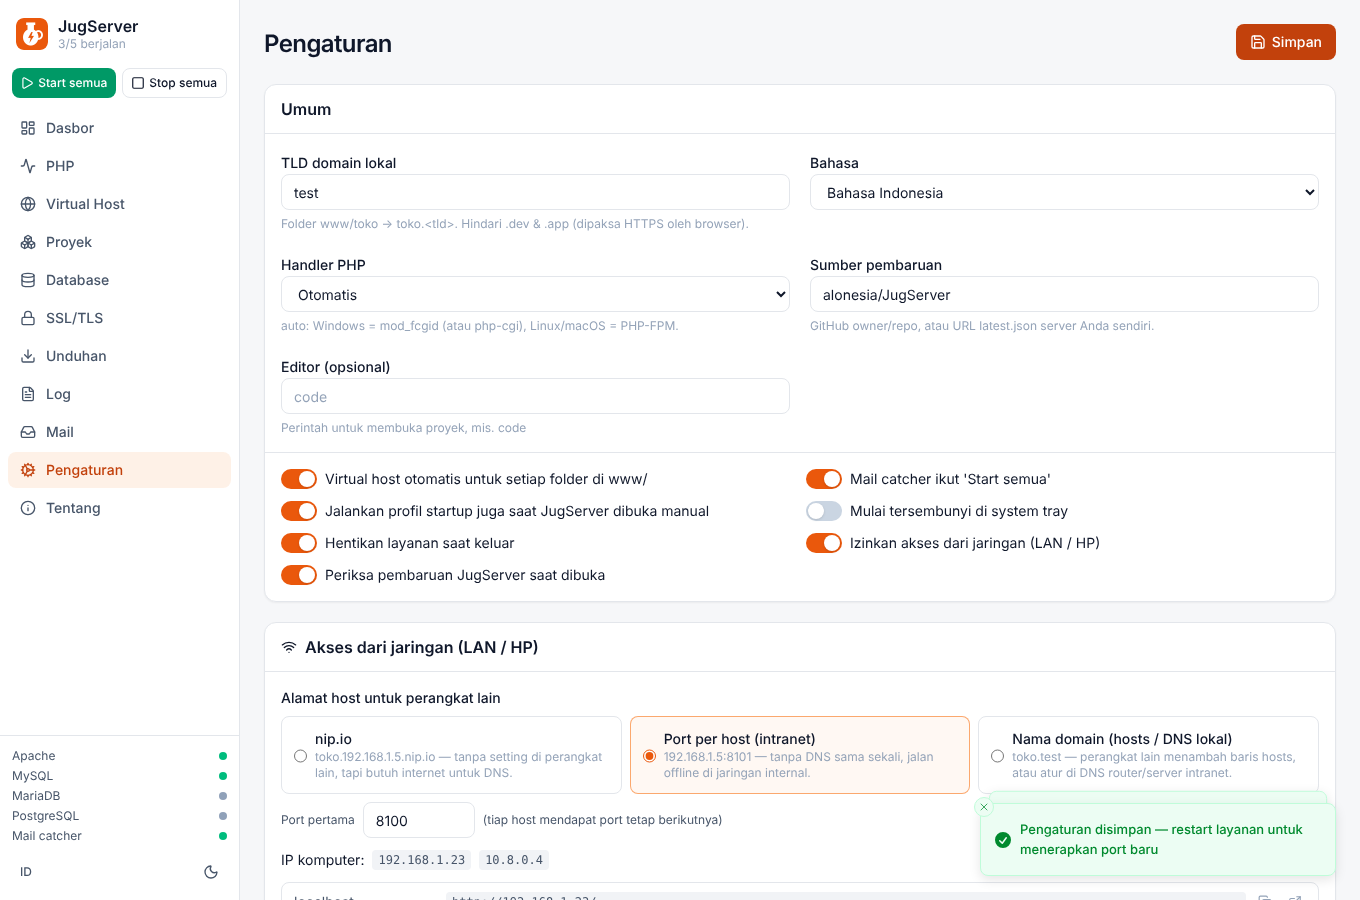 JugServer
3/5 berjalan
Start semua
Stop semua
Dasbor
PHP
Virtual Host
Proyek
Database
SSL/TLS
Unduhan
Log
Mail
Pengaturan
Tentang
Apache
MySQL
MariaDB
PostgreSQL
Mail catcher
ID
Pengaturan
Simpan
Umum
TLD domain lokal
test
Folder www/toko → toko.<tld>. Hindari .dev & .app (dipaksa HTTPS oleh browser).
Bahasa
Bahasa Indonesia
Handler PHP
Otomatis
auto: Windows = mod_fcgid (atau php-cgi), Linux/macOS = PHP-FPM.
Sumber pembaruan
alonesia/JugServer
GitHub owner/repo, atau URL latest.json server Anda sendiri.
Editor (opsional)
code
Perintah untuk membuka proyek, mis. code
Virtual host otomatis untuk setiap folder di www/
Mail catcher ikut 'Start semua'
Jalankan profil startup juga saat JugServer dibuka manual
Mulai tersembunyi di system tray
Hentikan layanan saat keluar
Izinkan akses dari jaringan (LAN / HP)
Periksa pembaruan JugServer saat dibuka
Akses dari jaringan (LAN / HP)
Alamat host untuk perangkat lain
nip.io
toko.192.168.1.5.nip.io — tanpa setting di perangkat
lain, tapi butuh internet untuk DNS.
Port per host (intranet)
192.168.1.5:8101 — tanpa DNS sama sekali, jalan
offline di jaringan internal.
Nama domain (hosts / DNS lokal)
toko.test — perangkat lain menambah baris hosts,
atau atur di DNS router/server intranet.
Port pertama
8100
(tiap host mendapat port tetap berikutnya)
IP komputer:
192.168.1.23
10.8.0.4
Pengaturan disimpan — restart layanan untuk
menerapkan port baru
localhost
http://192.168.1.23/